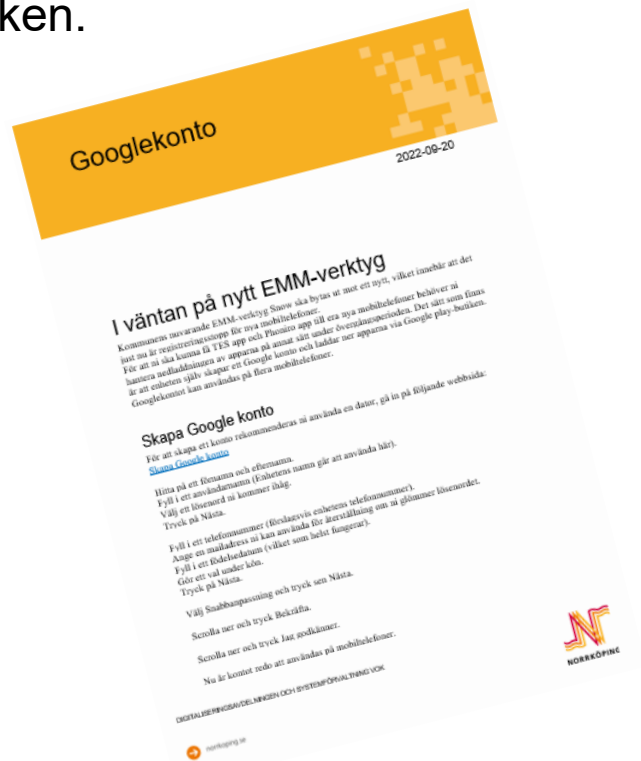 ken.
Googlekonto
2022-09-20
I väntan på nytt EMM-verktyg
Kommunens nuvarande EMM-verktyg Snow ska bytas ut mot ett nytt, vilket innebär att det
just nu är registreringsstopp för nya mobiltelefoner.
För att ni ska kunna få TES app och Phoniro app till era nya mobiltelefoner behöver ni
hantera nedladdningen av apparna på annat sätt under övergångsperioden. Det sätt som finns
är att enheten själv skapar ett Google konto och laddar ner apparna via Google play-butiken.
Googlekontot kan användas på flera mobiltelefoner.
Skapa Google konto
För att skapa ett konto rekommenderas ni använda en dator, gå in på följande webbsida:
Skapa Google konto
Hitta på ett förnamn och efternamn.
Fyll i ett användarnamn (Enhetens namn går att använda här).
Välj ett lösenord ni kommer ihåg.
Tryck på Nästa.
Fyll i ett telefonnummer (förslagsvis enhetens telefonnummer).
Ange en mailadress ni kan använda för återställning om ni glömmer lösenordet.
Fyll i ett födelsedatum (vilket som helst fungerar).
Gör ett val under kön.
Tryck på Nästa.
Välj Snabbanpassning och tryck sen Nästa.
Scrolla ner och tryck Bekräfta.
Scrolla ner och tryck Jag godkänner.
Nu är kontot redo att användas på mobiltelefoner.
NORRKÖPING
DIGITALISERINGSAVDELNINGEN OCH SYSTEMFÖRVALTNING VOK
norrkoping.se